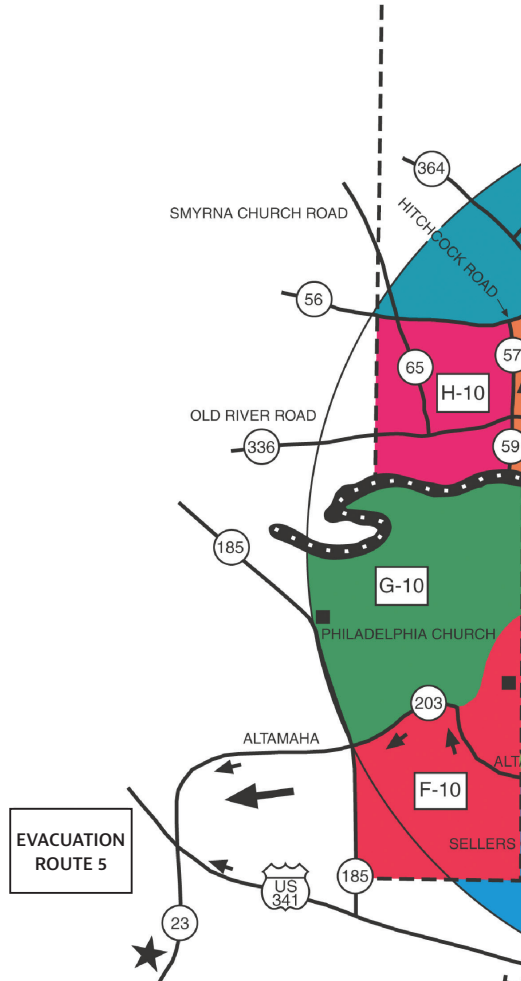 364
SMYRNA CHURCH ROAD
HITCHCOCK ROAD
56
57
65
H-10
OLD RIVER ROAD
336
59
185
G-10
PHILADELPHIA CHURCH
203
ALTAMAHA
ALTA
F-10
EVACUATION
ROUTE 5
SELLERS
185
US
341
23